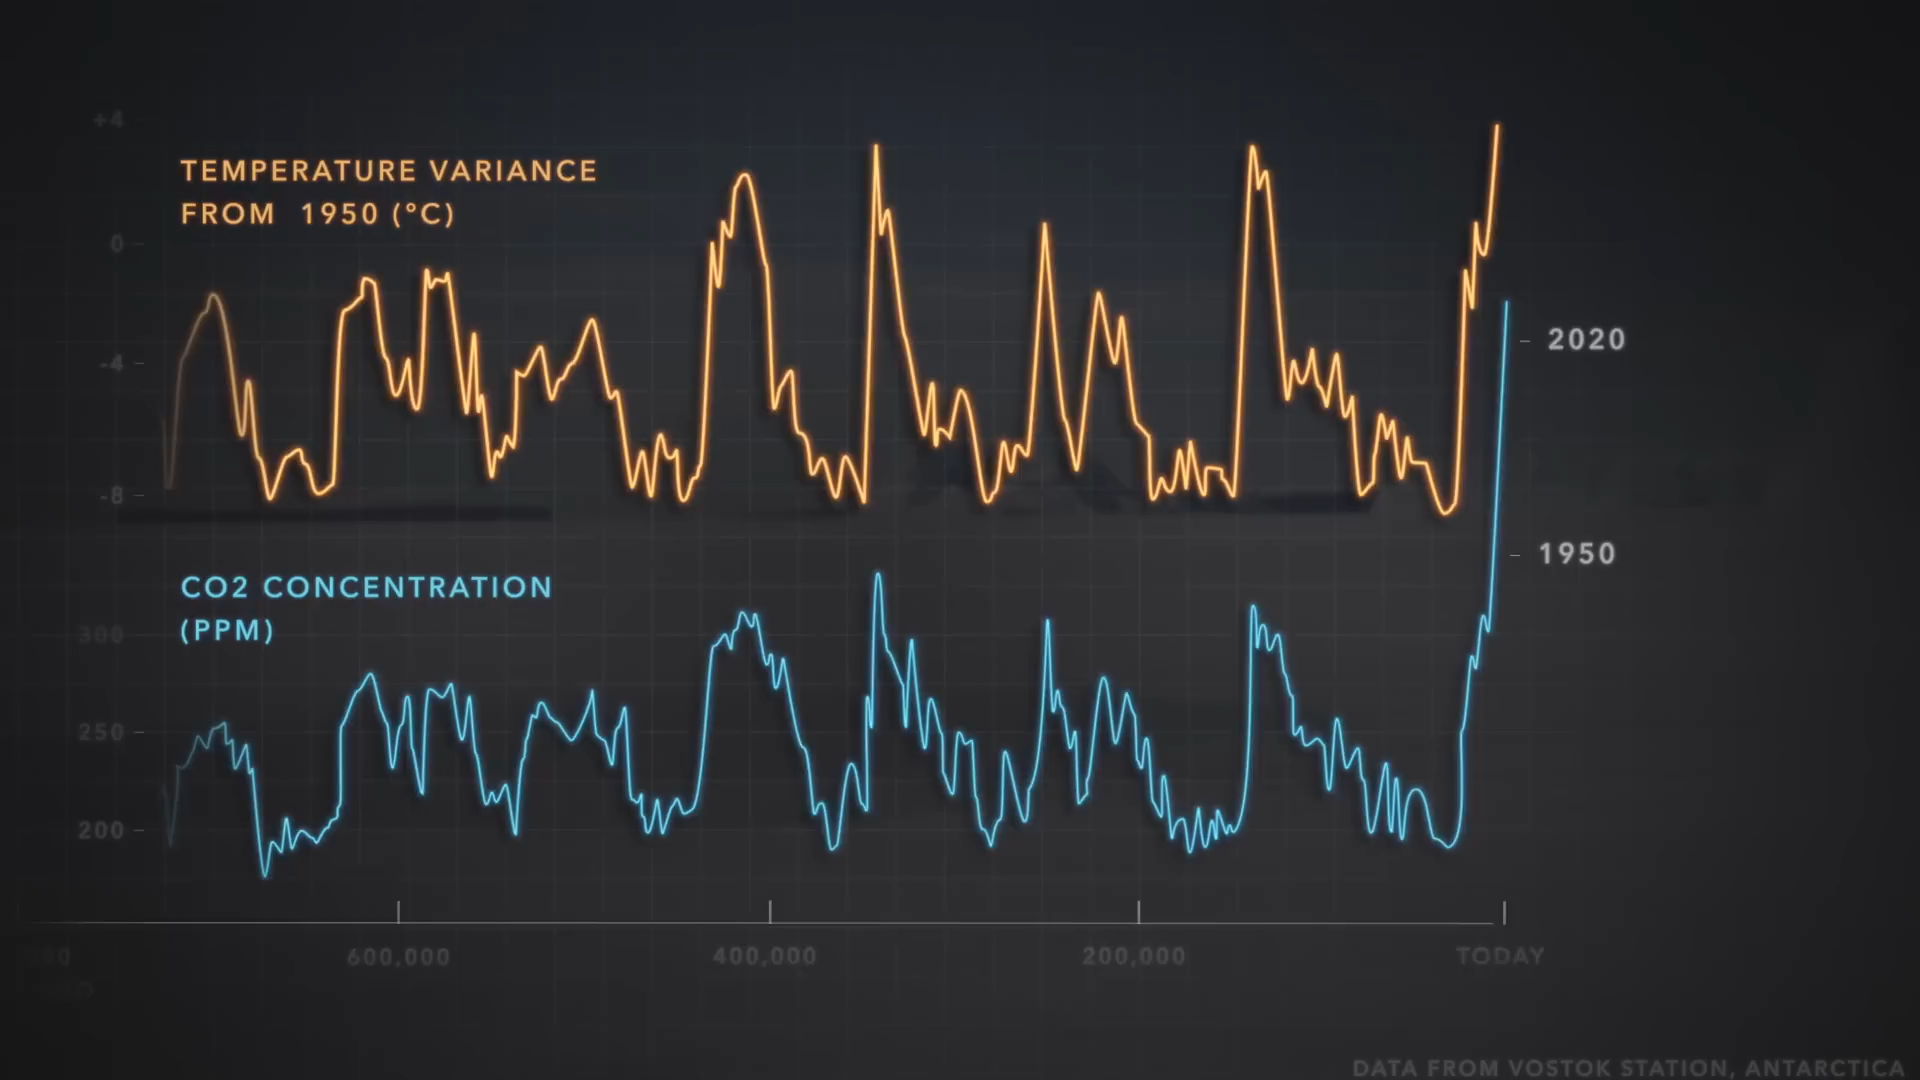 +4
TEMPERATURE VARIANCE
FROM 1950 (°C)
0
2020
-4
-8
1950
CO2 CONCENTRATION
(PPM)
300
250
200
600,000
400,000
200,000
TODAY
DATA FROM VOSTOK STATION, ANTARCTICA